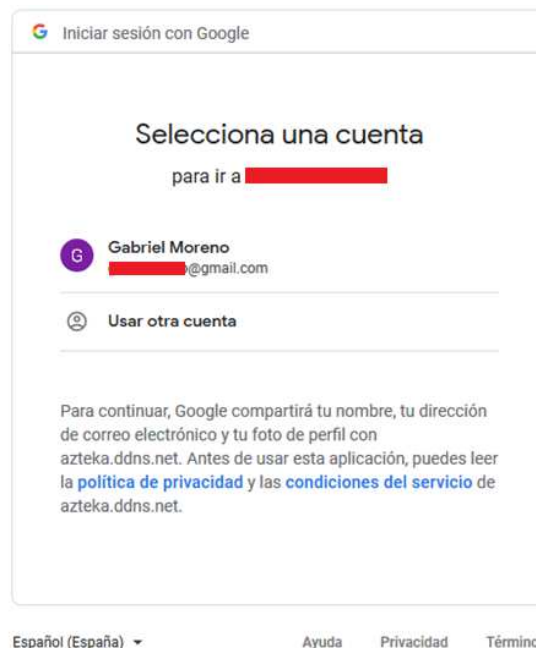 Iniciar sesión con Google
Selecciona una cuenta
para ir a
G Gabriel Moreno
@gmail.com
Usar otra cuenta
Para continuar, Google compartirá tu nombre, tu dirección
de correo electrónico y tu foto de perfil con
azteka.ddns.net. Antes de usar esta aplicación, puedes leer
la política de privacidad y las condiciones del servicio de
azteka.ddns.net.
Español (España) Ayuda Privacidad Término